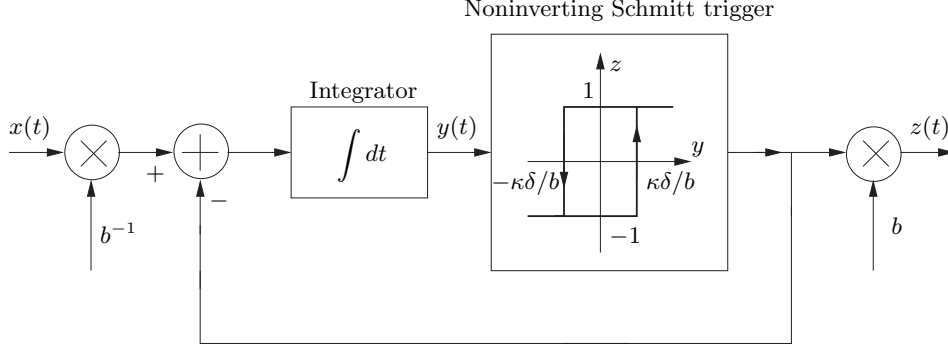 Noninverting Schmitt trigger
z
1
Integrator
x(t)
∫ dt
y(t)
y
z(t)
+
−
−κδ/b
κδ/b
−1
b⁻¹
b